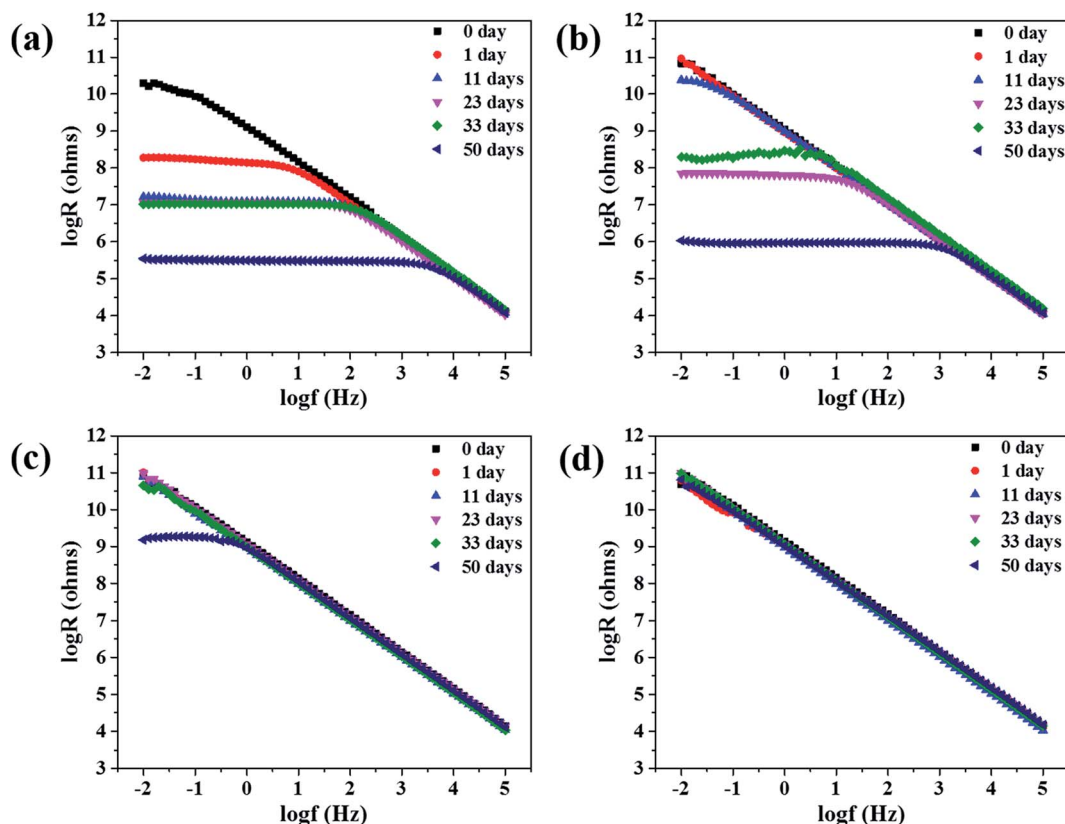 (a)
12
11
10
9
8
7
6
5
4
3
logR (ohms)
-2 -1 0 1 2 3 4 5
logf (Hz)
0 day
1 day
11 days
23 days
33 days
50 days
(b)
12
11
10
9
8
7
6
5
4
3
logR (ohms)
-2 -1 0 1 2 3 4 5
logf (Hz)
0 day
1 day
11 days
23 days
33 days
50 days
(c)
12
11
10
9
8
7
6
5
4
3
logR (ohms)
-2 -1 0 1 2 3 4 5
logf (Hz)
0 day
1 day
11 days
23 days
33 days
50 days
(d)
12
11
10
9
8
7
6
5
4
3
logR (ohms)
-2 -1 0 1 2 3 4 5
logf (Hz)
0 day
1 day
11 days
23 days
33 days
50 days